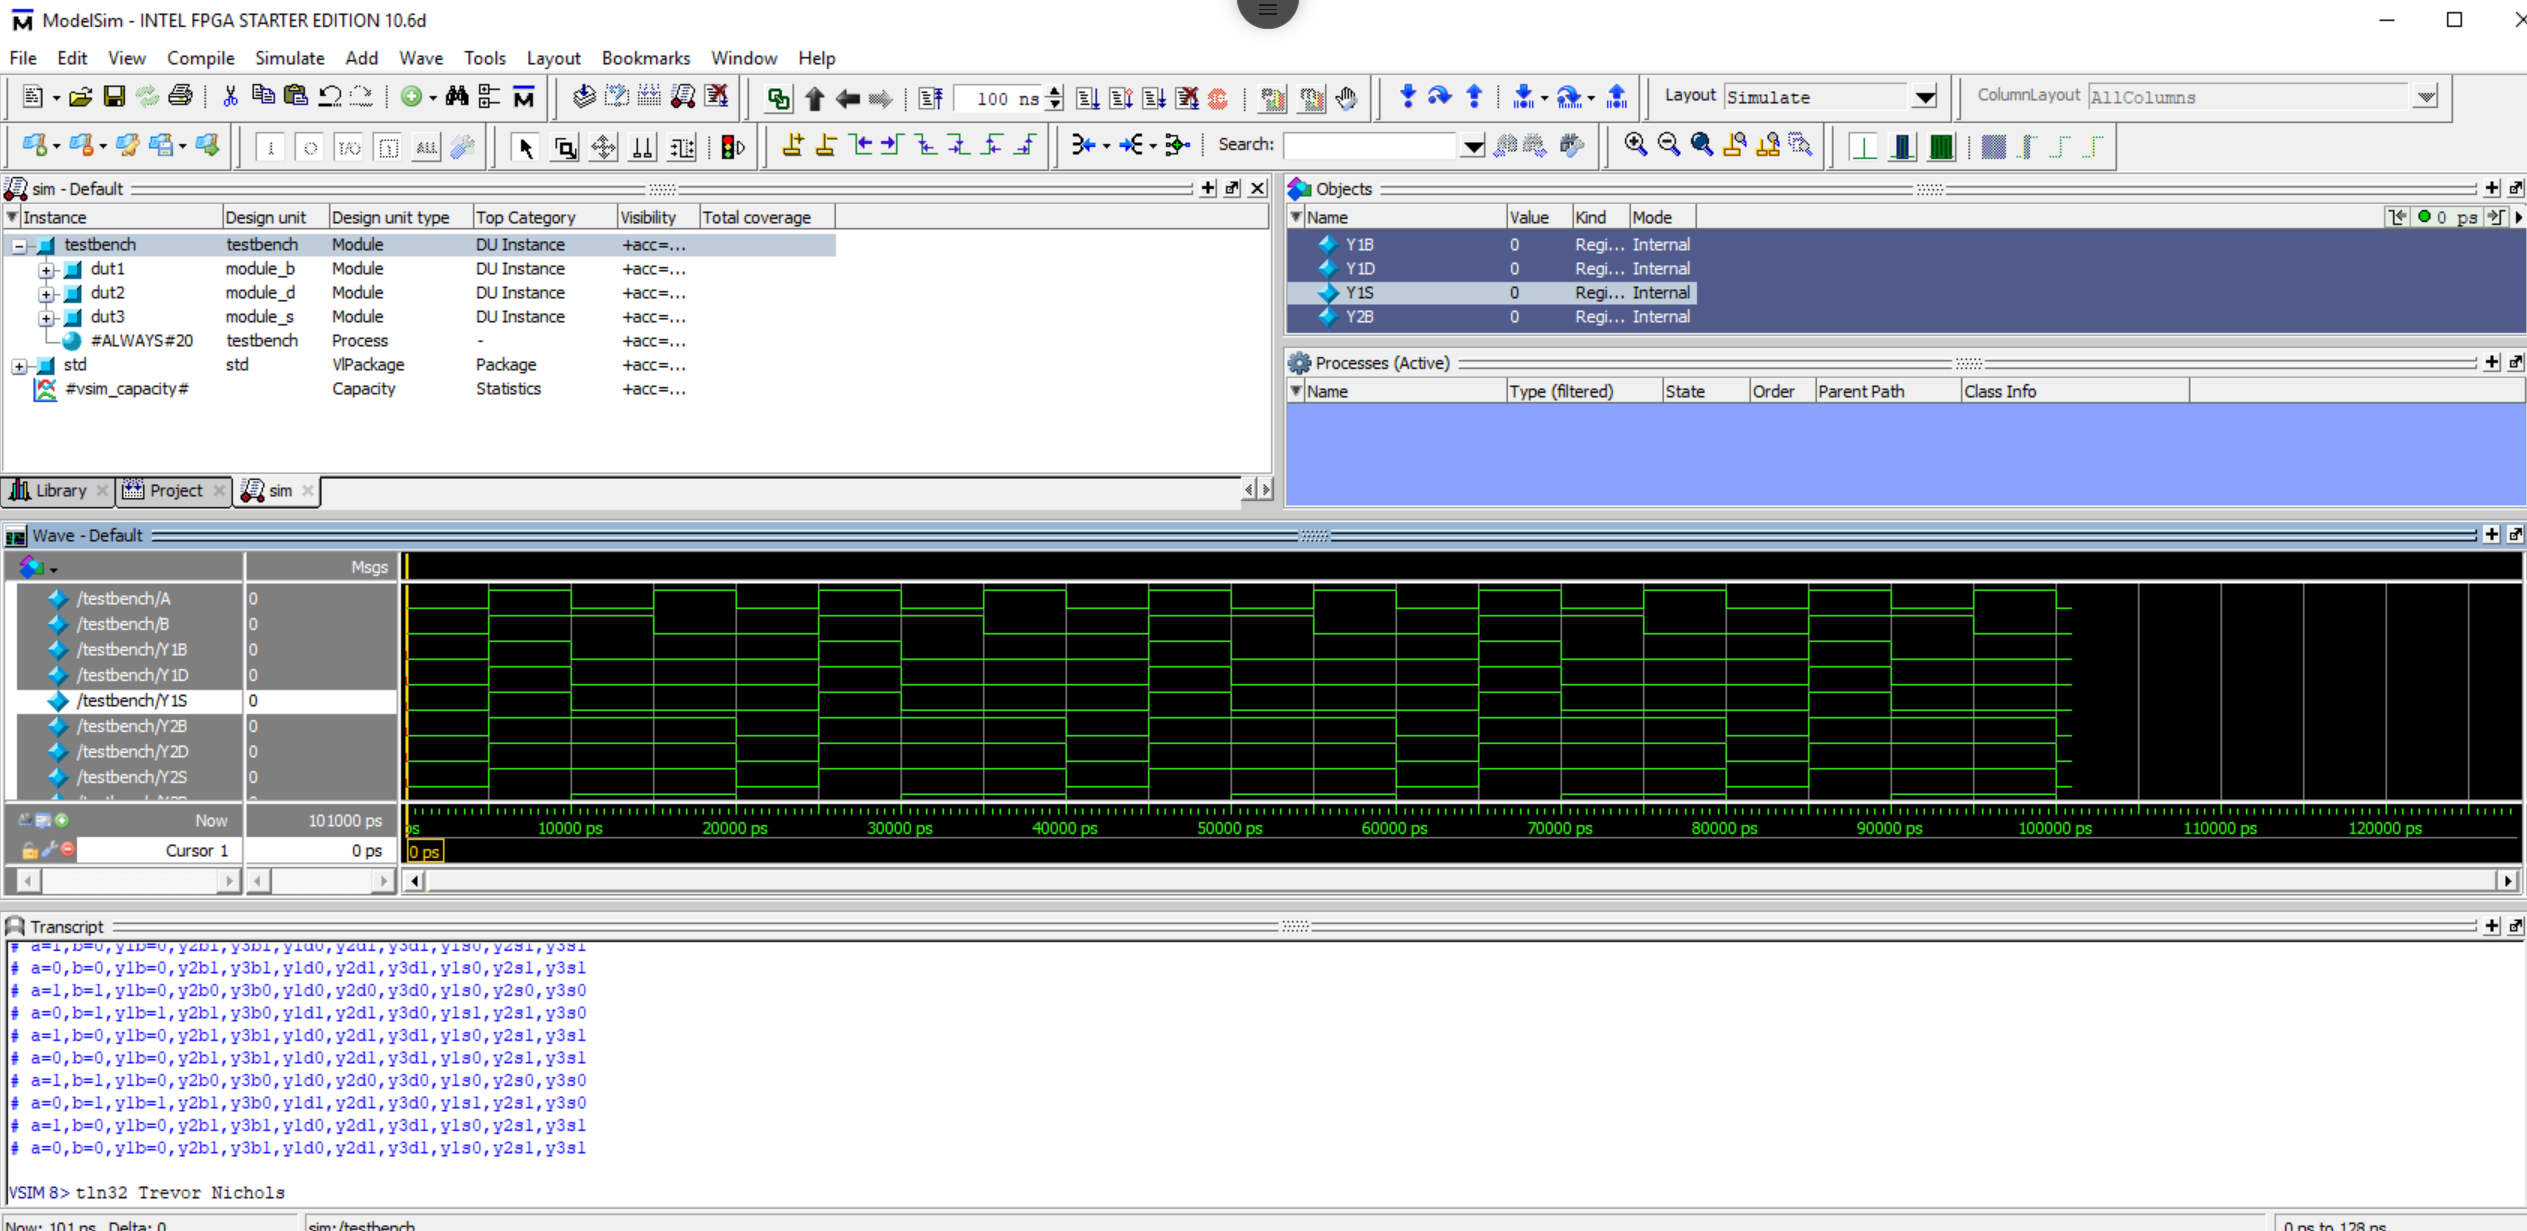 ModelSim - INTEL FPGA STARTER EDITION 10.6d
File Edit View Compile Simulate Add Wave Tools Layout Bookmarks Window Help
100 ns
Layout Simulate
ColumnLayout AllColumns
Search:
sim - Default
Instance Design unit Design unit type Top Category Visibility Total coverage
testbench testbench Module DU Instance +acc=...
dut1 module_b Module DU Instance +acc=...
dut2 module_d Module DU Instance +acc=...
dut3 module_s Module DU Instance +acc=...
#ALWAYS#20 testbench Process - +acc=...
std std VlPackage Package +acc=...
#vsim_capacity# Capacity Statistics +acc=...
Library Project sim
Objects
Name Value Kind Mode
0 ps
Y1B 0 Regi... Internal
Y1D 0 Regi... Internal
Y1S 0 Regi... Internal
Y2B 0 Regi... Internal
Processes (Active)
Name Type (filtered) State Order Parent Path Class Info
Wave - Default
Msgs
/testbench/A 0
/testbench/B 0
/testbench/Y1B 0
/testbench/Y1D 0
/testbench/Y1S 0
/testbench/Y2B 0
/testbench/Y2D 0
/testbench/Y2S 0
Now 101000 ps
ps 10000 ps 20000 ps 30000 ps 40000 ps 50000 ps 60000 ps 70000 ps 80000 ps 90000 ps 100000 ps 110000 ps 120000 ps
Cursor 1 0 ps
0 ps
Transcript
# a=1,b=0,y1b=0,y2b1,y3b1,y1d0,y2d1,y3d1,y1s0,y2s1,y3s1
# a=0,b=0,y1b=0,y2b1,y3b1,y1d0,y2d1,y3d1,y1s0,y2s1,y3s1
# a=1,b=1,y1b=0,y2b0,y3b0,y1d0,y2d0,y3d0,y1s0,y2s0,y3s0
# a=0,b=1,y1b=1,y2b1,y3b0,y1d1,y2d1,y3d0,y1s1,y2s1,y3s0
# a=1,b=0,y1b=0,y2b1,y3b1,y1d0,y2d1,y3d1,y1s0,y2s1,y3s1
# a=0,b=0,y1b=0,y2b1,y3b1,y1d0,y2d1,y3d1,y1s0,y2s1,y3s1
# a=1,b=1,y1b=0,y2b0,y3b0,y1d0,y2d0,y3d0,y1s0,y2s0,y3s0
# a=0,b=1,y1b=1,y2b1,y3b0,y1d1,y2d1,y3d0,y1s1,y2s1,y3s0
# a=1,b=0,y1b=0,y2b1,y3b1,y1d0,y2d1,y3d1,y1s0,y2s1,y3s1
# a=0,b=0,y1b=0,y2b1,y3b1,y1d0,y2d1,y3d1,y1s0,y2s1,y3s1
VSIM 8> tln32 Trevor Nichols
Now: 101 ns Delta: 0 sim:/testbench 0 ps to 128 ns